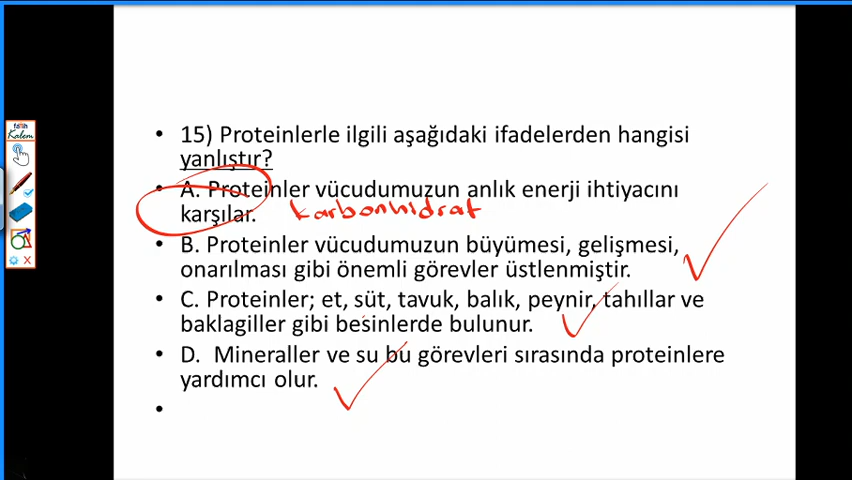 • 15) Proteinlerle ilgili aşağıdaki ifadelerden hangisi
yanlıştır?
• A. Proteinler vücudumuzun anlık enerji ihtiyacını
karşılar. karbonhidrat
• B. Proteinler vücudumuzun büyümesi, gelişmesi,
onarılması gibi önemli görevler üstlenmiştir.
• C. Proteinler; et, süt, tavuk, balık, peynir, tahıllar ve
baklagiller gibi besinlerde bulunur.
• D. Mineraller ve su bu görevleri sırasında proteinlere
yardımcı olur.
•
fatih
Kalem